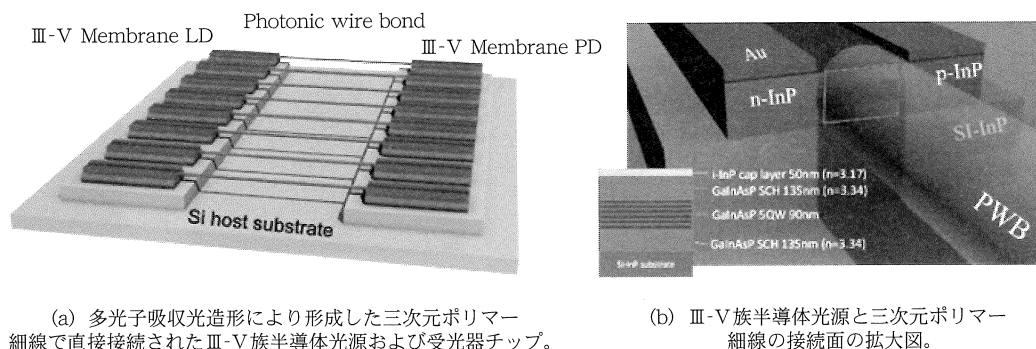 Photonic wire bond
Ⅲ-V Membrane LD
Ⅲ-V Membrane PD
Si host substrate
Au
n-InP
p-InP
SI-InP
PWB
i-InP cap layer 50nm (n=3.17)
GaInAsP SCH 135nm (n=3.34)
GaInAsP 5QW 90nm
GaInAsP SCH 135nm (n=3.34)
SI-InP substrate
(a) 多光子吸収光造形により形成した三次元ポリマー
細線で直接接続されたⅢ-Ⅴ族半導体光源および受光器チップ。
(b) Ⅲ-Ⅴ族半導体光源と三次元ポリマー
細線の接続面の拡大図。